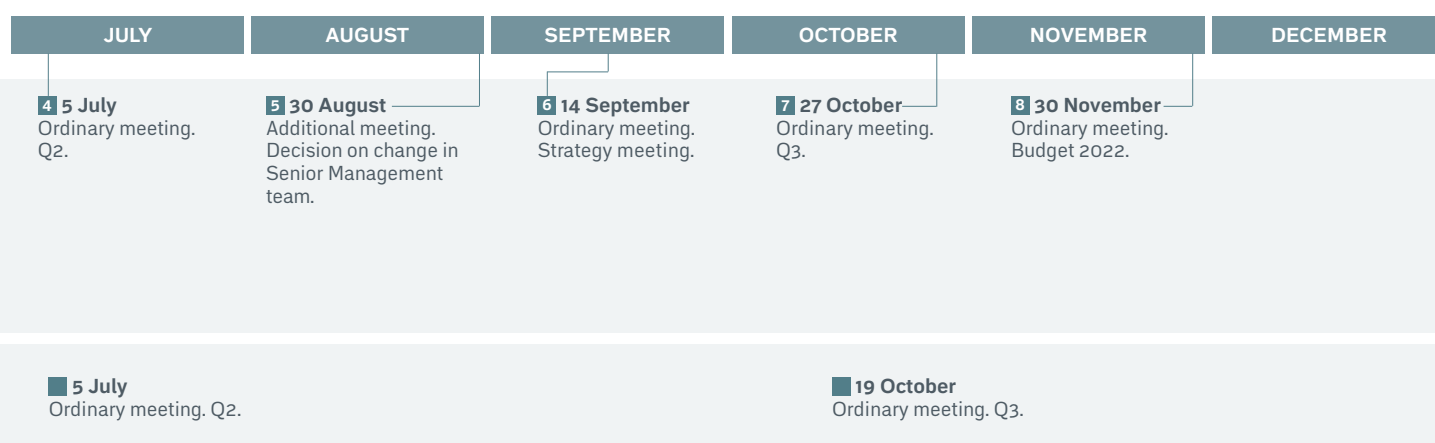 JULY
AUGUST
SEPTEMBER
OCTOBER
NOVEMBER
DECEMBER
4 5 July
Ordinary meeting.
Q2.
5 30 August
Additional meeting.
Decision on change in
Senior Management
team.
6 14 September
Ordinary meeting.
Strategy meeting.
7 27 October
Ordinary meeting.
Q3.
8 30 November
Ordinary meeting.
Budget 2022.
5 July
Ordinary meeting. Q2.
19 October
Ordinary meeting. Q3.